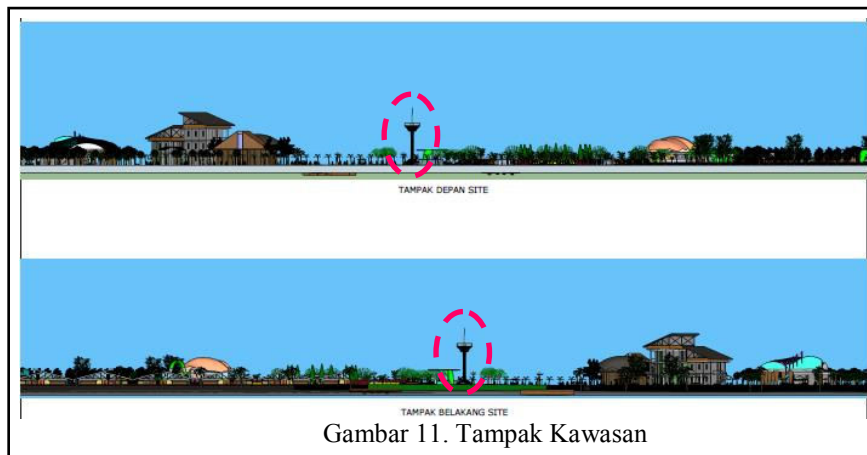 TAMPAK DEPAN SITE
TAMPAK BELAKANG SITE
Gambar 11. Tampak Kawasan